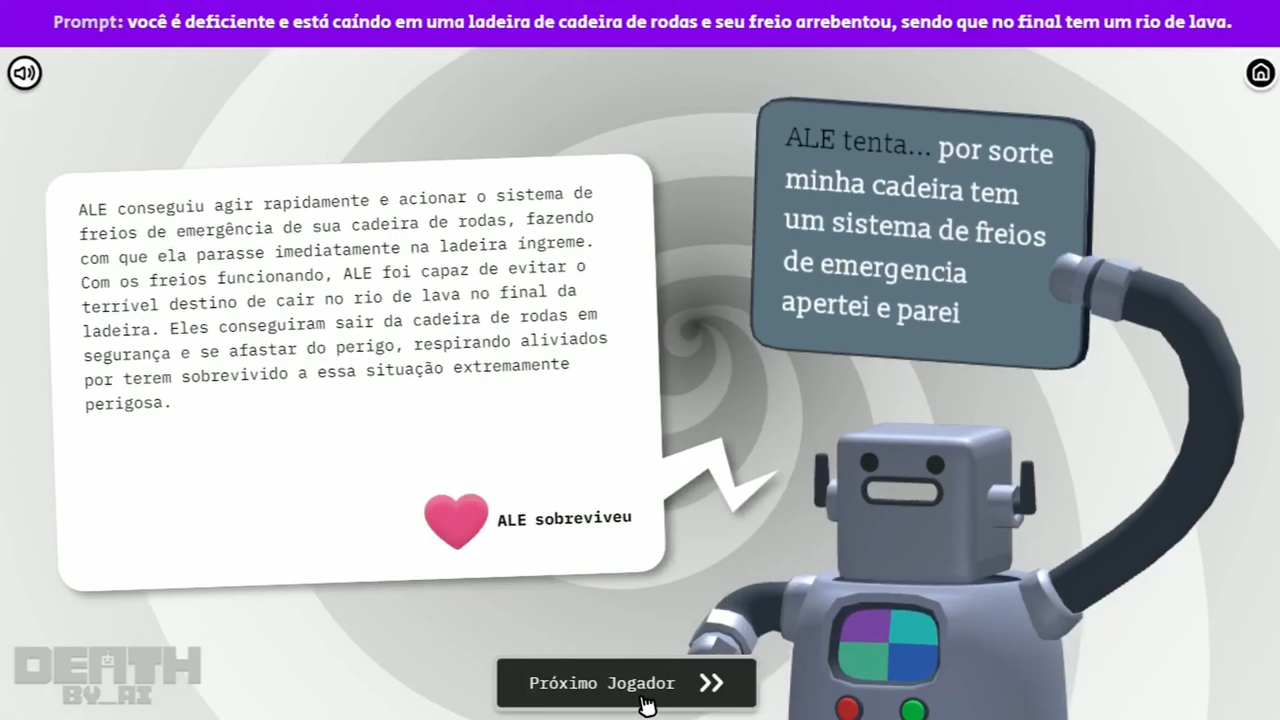 Prompt: você é deficiente e está caíndo em uma ladeira de cadeira de rodas e seu freio arrebentou, sendo que no final tem um rio de lava.
ALE tenta... por sorte
minha cadeira tem
um sistema de freios
de emergencia
apertei e parei
ALE conseguiu agir rapidamente e acionar o sistema de
freios de emergência de sua cadeira de rodas, fazendo
com que ela parasse imediatamente na ladeira íngreme.
Com os freios funcionando, ALE foi capaz de evitar o
terrível destino de cair no rio de lava no final da
ladeira. Eles conseguiram sair da cadeira de rodas em
segurança e se afastar do perigo, respirando aliviados
por terem sobrevivido a essa situação extremamente
perigosa.
ALE sobreviveu
DEATH
BY_AI
Próximo Jogador